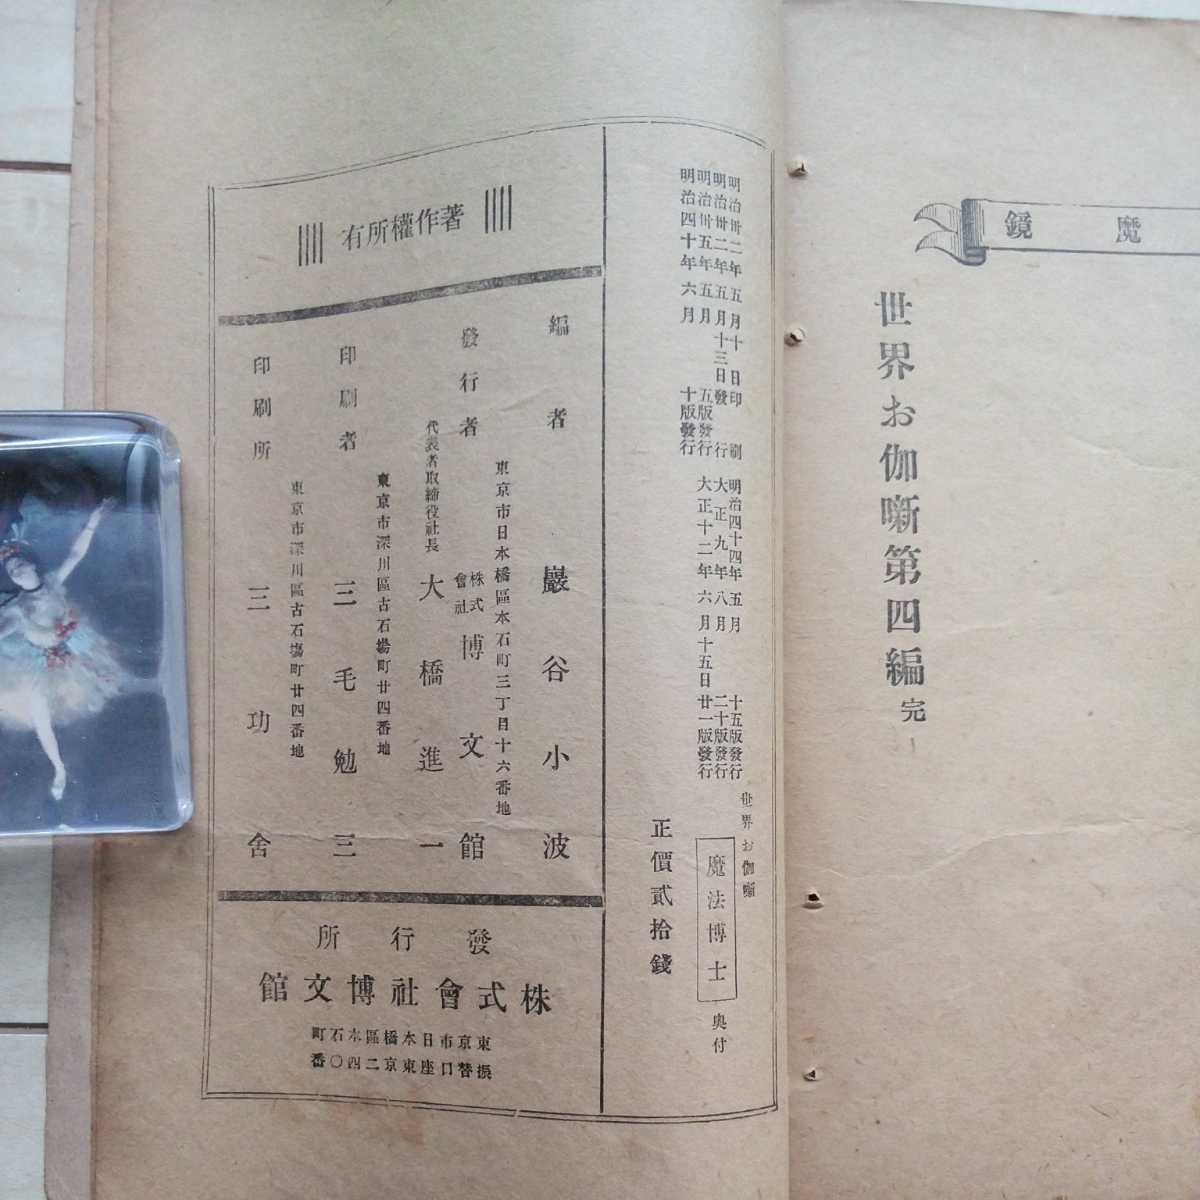 魔鏡
世界お伽噺第四編 完
明治卅二年五月十日印刷
明治卅二年五月十三日發行
明治卅五年五月 五版發行
明治四十年六月 十版發行
明治四十四年五月 十五版發行
大正九年八月 二十版發行
大正十二年六月十五日 廿一版發行
世界お伽噺
魔法博士
奥付
正價貳拾錢
著作權所有
編者 巖谷小波
東京市日本橋區本石町三丁目十六番地
發行者 株式會社 博文館
代表者取締役社長 大橋進一
東京市深川區古石塲町廿四番地
印刷者 三毛勉三
東京市深川區古石塲町廿四番地
印刷所 三功舍
發行所
株式會社博文館
東京市日本橋區本石町
振替口座東京二四〇番